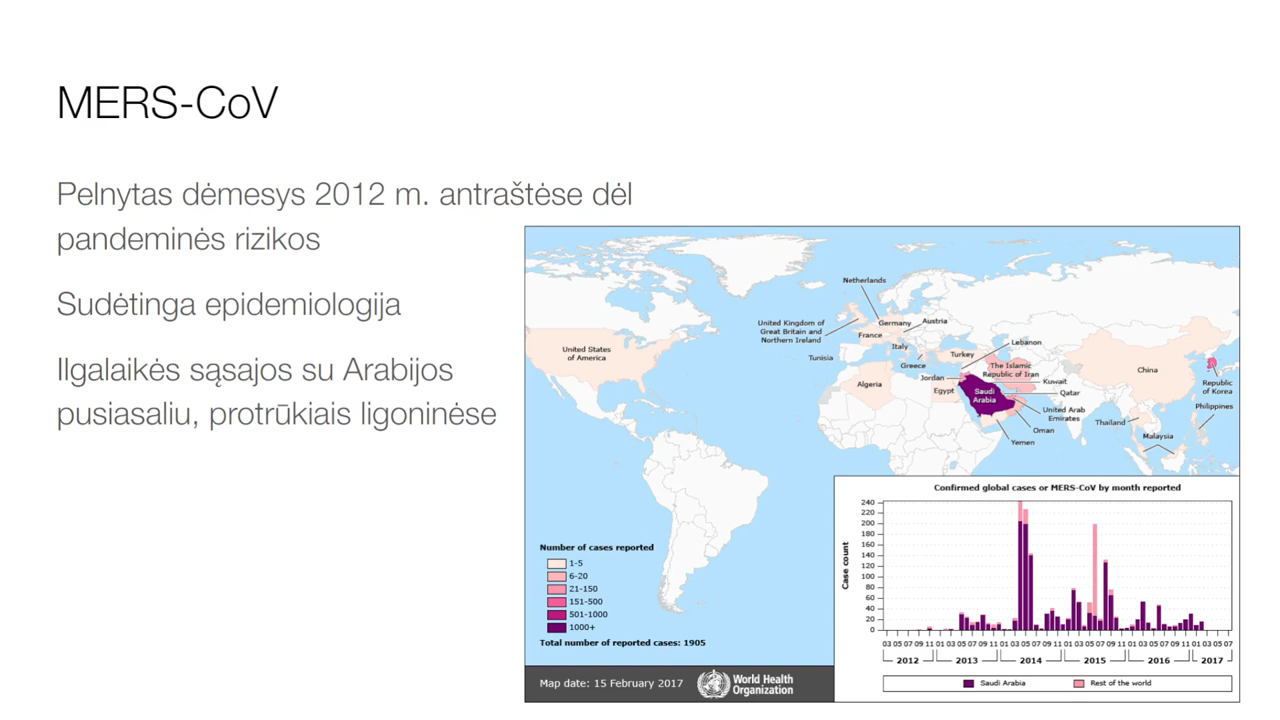 MERS-CoV
Pelnytas dėmesys 2012 m. antraštėse dėl
pandeminės rizikos
Sudėtinga epidemiologija
Ilgalaikės sąsajos su Arabijos
pusiasaliu, protrūkiais ligoninėse
Netherlands
United Kingdom of
Great Britain and
Northern Ireland
Germany
Austria
France
Italy
Lebanon
Tunisia
Turkey
Greece
United States
of America
The Islamic
Republic of Iran
China
Jordan
Kuwait
Algeria
Egypt
Saudi
Arabia
Qatar
Republic
of Korea
United Arab
Emirates
Philippines
Oman
Thailand
Yemen
Malaysia
Number of cases reported
1-5
6-20
21-150
151-500
501-1000
1000+
Total number of reported cases: 1905
Map date: 15 February 2017
World Health
Organization
Confirmed global cases or MERS-CoV by month reported
Case count
240
220
200
180
160
140
120
100
80
60
40
20
0
03 05 07 09 11 01 03 05 07 09 11 01 03 05 07 09 11 01 03 05 07 09 11 01 03 05 07 09 11 01 03 05 07
2012 2013 2014 2015 2016 2017
Saudi Arabia
Rest of the world